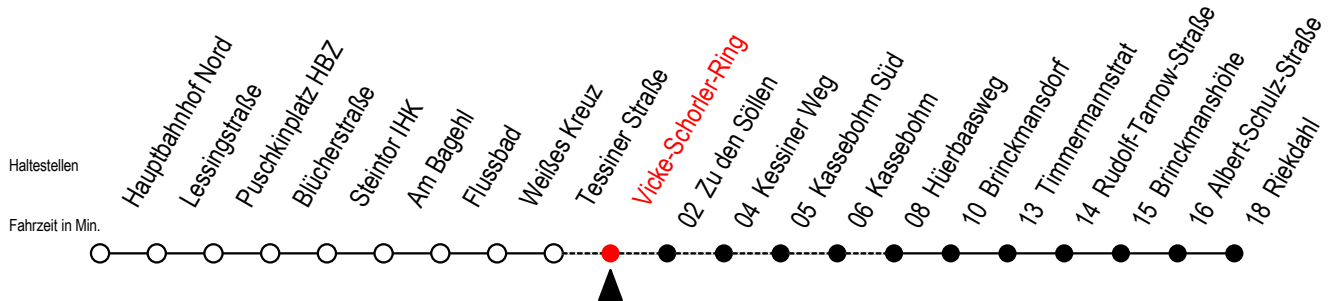 Haltestellen
Hauptbahnhof Nord
Lessingstraße
Puschkinplatz HBZ
Blücherstraße
Steintor IHK
Am Bagehl
Flussbad
Weißes Kreuz
Tessiner Straße
Vicke-Schorler-Ring
Fahrzeit in Min.
02 Zu den Söllen
04 Kessiner Weg
05 Kassebohm Süd
06 Kassebohm
08 Hüerbaasweg
10 Brinckmansdorf
13 Timmermannstrat
14 Rudolf-Tarnow-Straße
15 Brinckmanshöhe
16 Albert-Schulz-Straße
18 Riekdahl